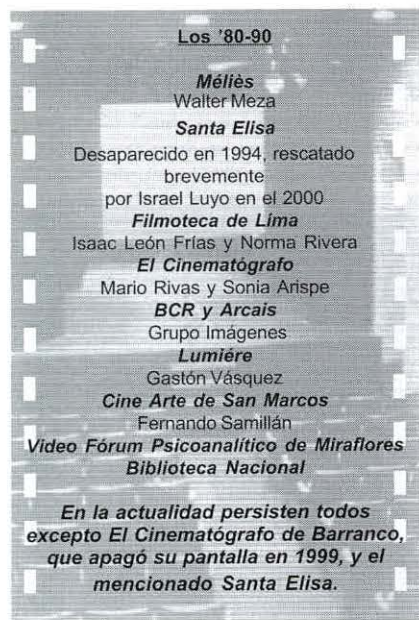 Los '80-90
Méliès
Walter Meza
Santa Elisa
Desaparecido en 1994, rescatado
brevemente
por Israel Luyo en el 2000
Filmoteca de Lima
Isaac León Frías y Norma Rivera
El Cinematógrafo
Mario Rivas y Sonia Arispe
BCR y Arcais
Grupo Imágenes
Lumiére
Gastón Vásquez
Cine Arte de San Marcos
Fernando Samillán
Video Fórum Psicoanalítico de Miraflores
Biblioteca Nacional
En la actualidad persisten todos
excepto El Cinematógrafo de Barranco,
que apagó su pantalla en 1999, y el
mencionado Santa Elisa.